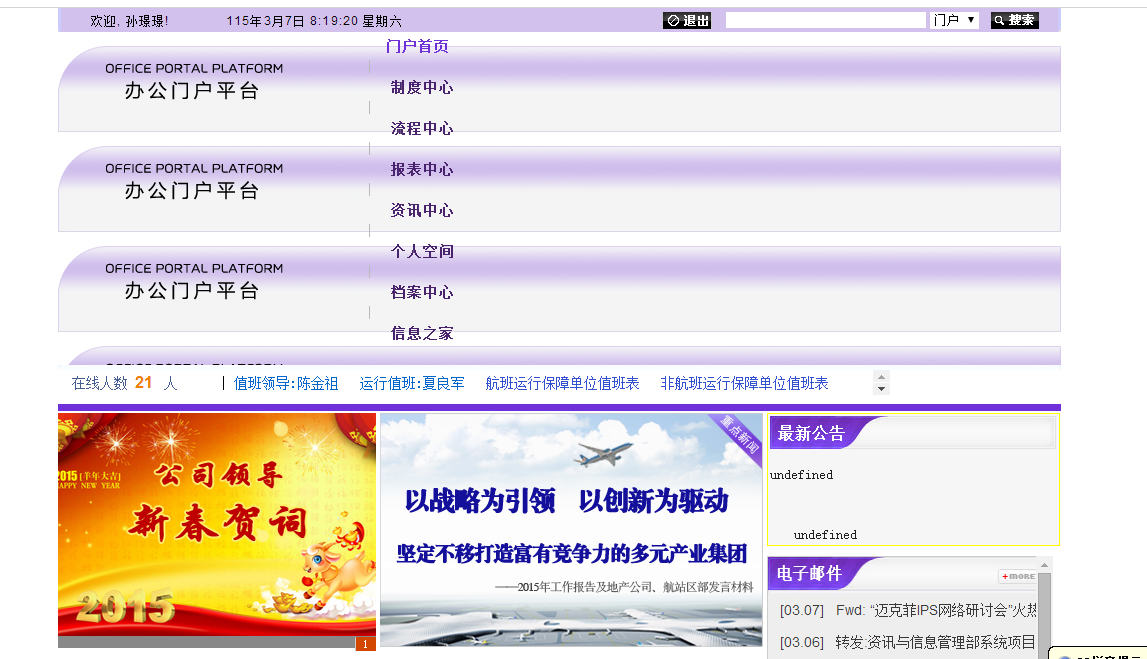 欢迎, 孙璟璟! 115年3月7日 8:19:20 星期六 退出 门户 搜索
门户首页
OFFICE PORTAL PLATFORM
办公门户平台
制度中心
流程中心
OFFICE PORTAL PLATFORM
办公门户平台
报表中心
资讯中心
个人空间
OFFICE PORTAL PLATFORM
办公门户平台
档案中心
信息之家
在线人数 21 人 | 值班领导:陈金祖 运行值班:夏良军 航班运行保障单位值班表 非航班运行保障单位值班表
2015[羊年大吉]
HAPPY NEW YEAR
公司领导
新春贺词
2015
1
重点新闻
以战略为引领 以创新为驱动
坚定不移打造富有竞争力的多元产业集团
——2015年工作报告及地产公司、航站区部发言材料
最新公告
undefined
undefined
电子邮件
+MORE
[03.07] Fwd: “迈克菲IPS网络研讨会”火热
[03.06] 转发:资讯与信息管理部系统项目